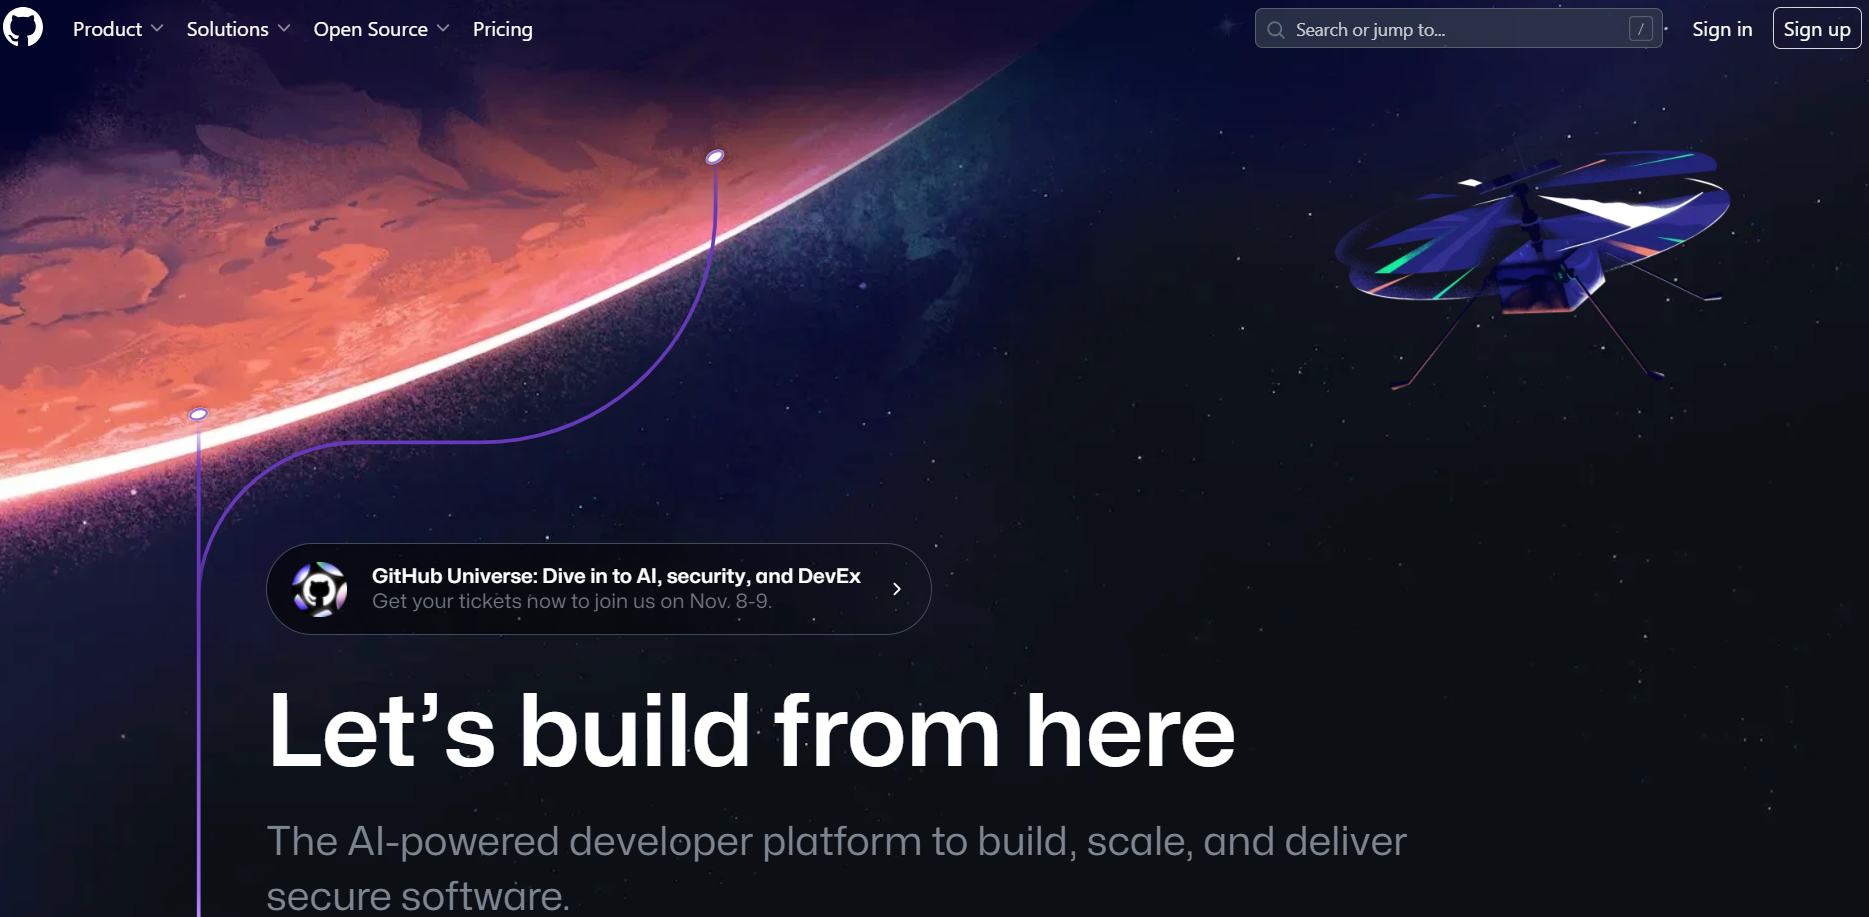 Product
Solutions
Open Source
Pricing
Search or jump to...
/
Sign in
Sign up
GitHub Universe: Dive in to AI, security, and DevEx
Get your tickets now to join us on Nov. 8-9.
Let’s build from here
The AI-powered developer platform to build, scale, and deliver
secure software.